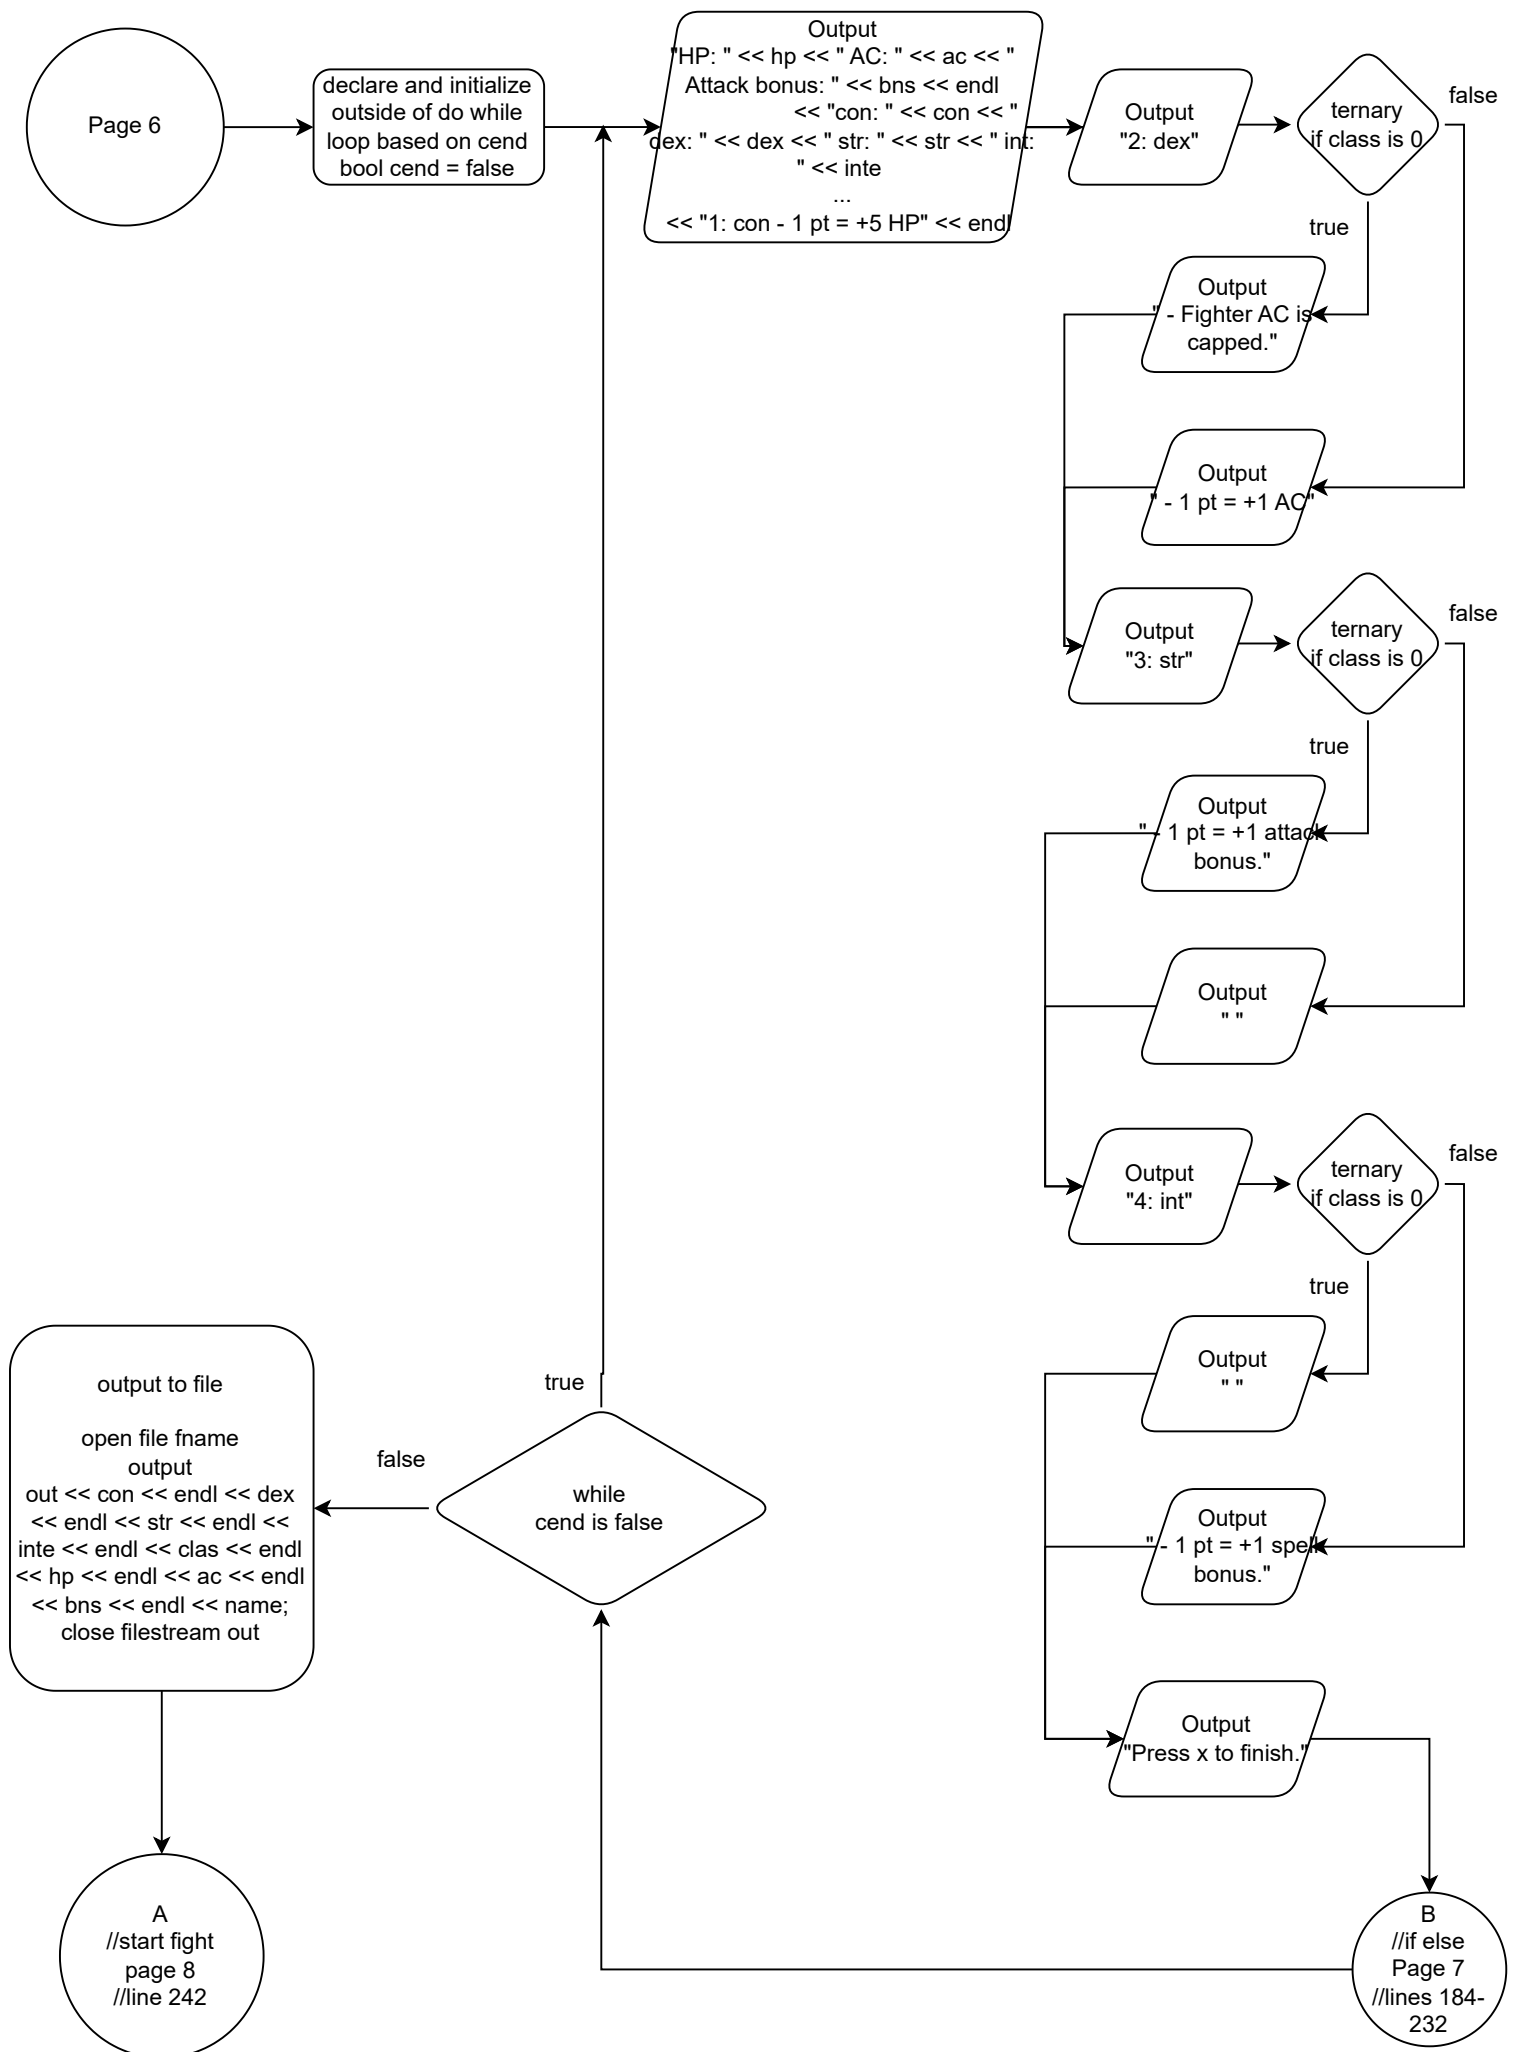 Page 6
declare and initialize
outside of do while
loop based on cend
bool cend = false
Output
"HP: " << hp << " AC: " << ac << "
Attack bonus: " << bns << endl
<< "con: " << con << "
dex: " << dex << " str: " << str << " int:
" << inte
...
<< "1: con - 1 pt = +5 HP" << endl
Output
"2: dex"
ternary
if class is 0
false
true
Output
" - Fighter AC is
capped."
Output
" - 1 pt = +1 AC"
Output
"3: str"
ternary
if class is 0
false
true
Output
" - 1 pt = +1 attack
bonus."
Output
" "
Output
"4: int"
ternary
if class is 0
false
true
Output
" "
Output
" - 1 pt = +1 spell
bonus."
Output
"Press x to finish."
B
//if else
Page 7
//lines 184-
232
while
cend is false
true
false
output to file
open file fname
output
out << con << endl << dex
<< endl << str << endl <<
inte << endl << clas << endl
<< hp << endl << ac << endl
<< bns << endl << name;
close filestream out
A
//start fight
page 8
//line 242